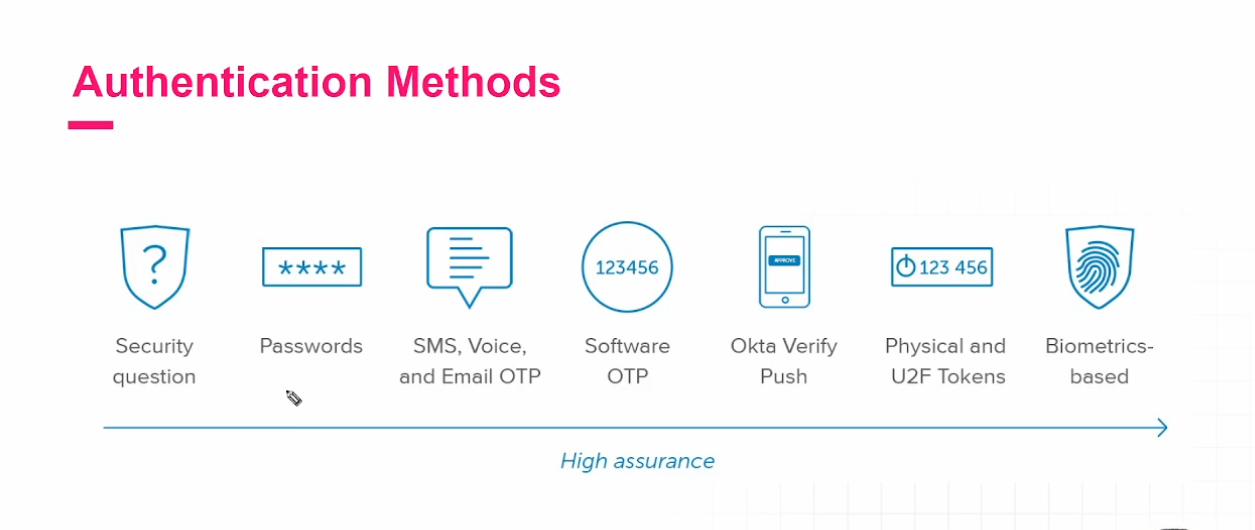 Authentication Methods
?
****
123456
APPROVE
123 456
Security
question
Passwords
SMS, Voice,
and Email OTP
Software
OTP
Okta Verify
Push
Physical and
U2F Tokens
Biometrics-
based
High assurance